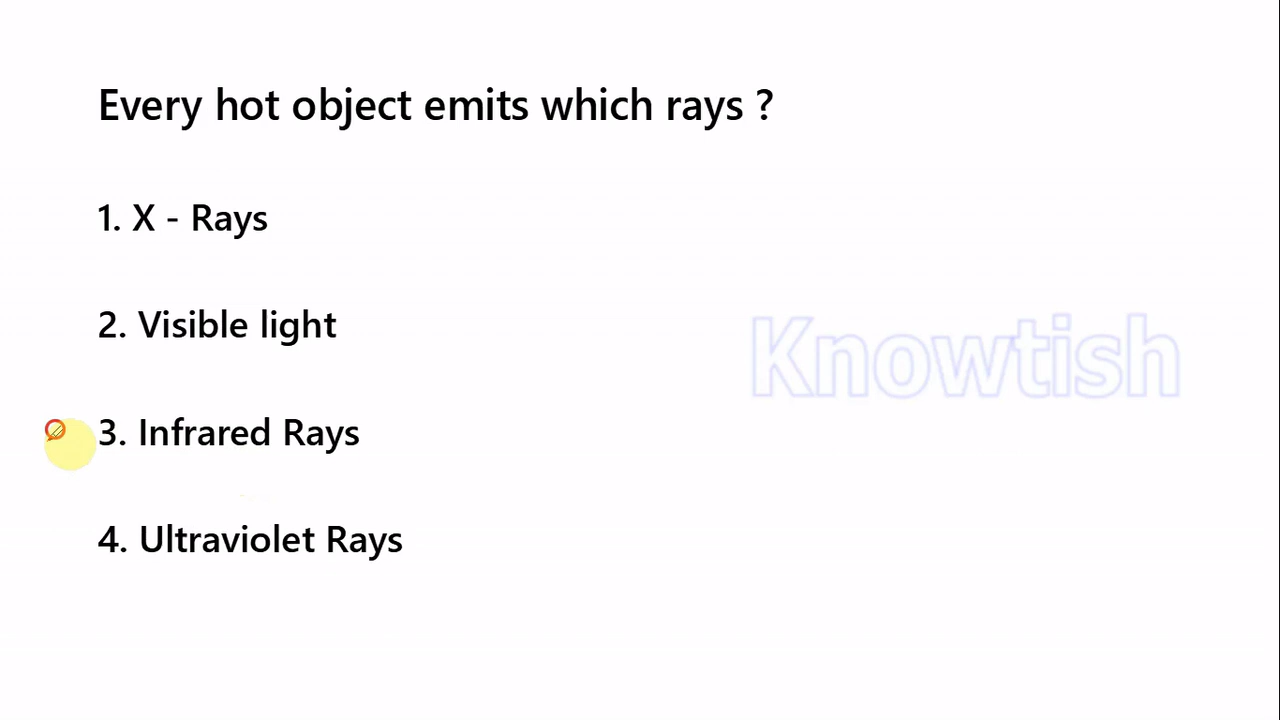 Every hot object emits which rays ?
1. X - Rays
2. Visible light
Knowtish
3. Infrared Rays
4. Ultraviolet Rays